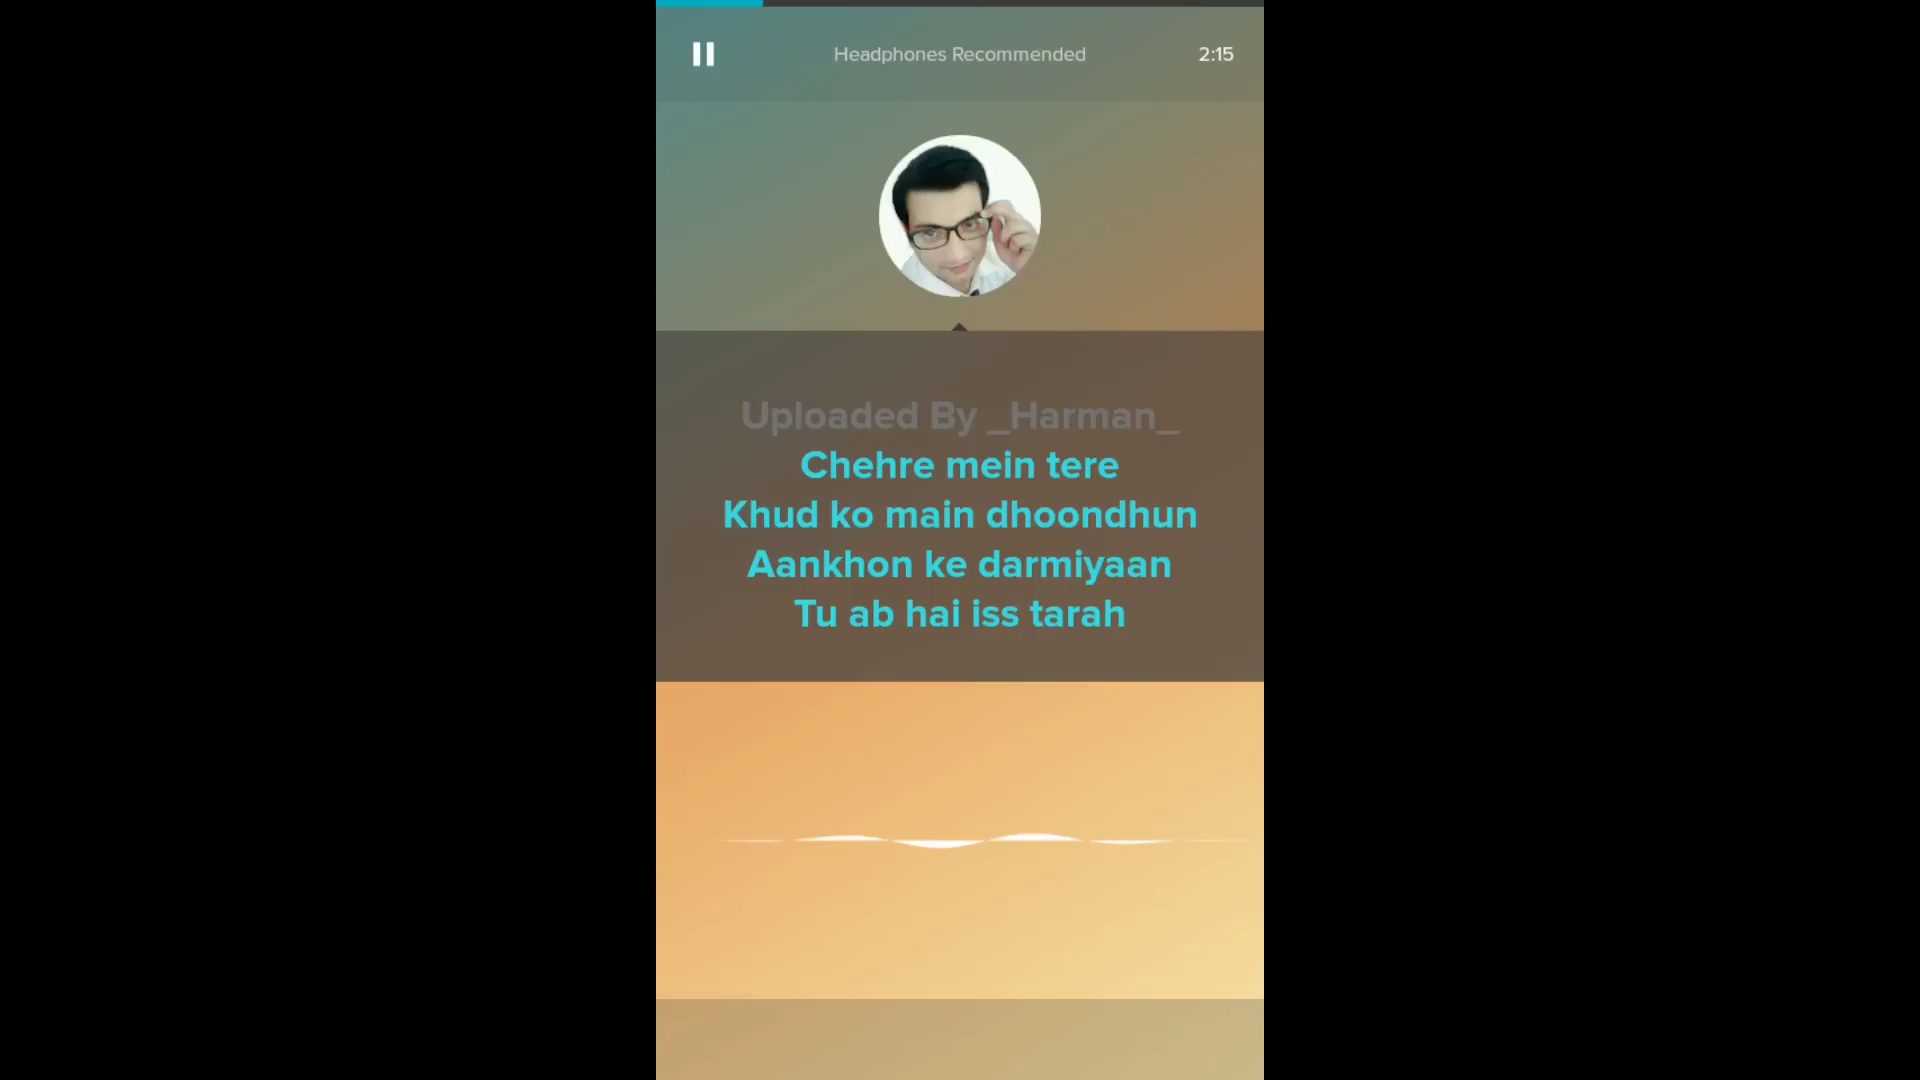 Headphones Recommended
2:15
Uploaded By _Harman_
Chehre mein tere
Khud ko main dhoondhun
Aankhon ke darmiyaan
Tu ab hai iss tarah